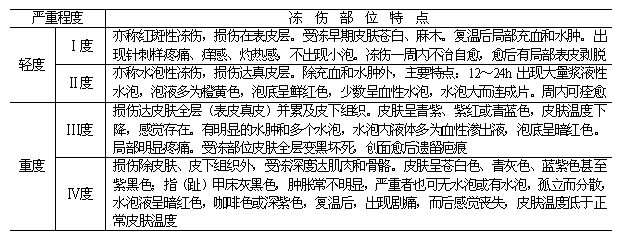 严重程度 冻伤部位特点
亦称红斑性冻伤，损伤在表皮层。受冻早期皮肤苍白、麻木。复温后局部充血和水肿。出
轻度 I度 现针刺样疼痛、痒感、灼热感，不出现小泡。冻伤一周内不治自愈，愈后有局部表皮剥脱
亦称水泡性冻伤，损伤达真皮层。除充血和水肿外，主要特点：12～24h 出现大量浆液性
II度 水泡，泡液多为橙黄色，泡底呈鲜红色，少数呈血性水泡，水泡大而连成片。周内可痊愈
损伤达皮肤全层（表皮真皮）并累及皮下组织。皮肤呈青紫、紫红或青蓝色，皮肤温度下
III度 降，感觉存在。有明显的水肿和多个水泡，水泡内液体多为血性渗出液，泡底呈暗红色。
局部明显疼痛。受冻部位皮肤全层变黑坏死，创面愈后遗留疤痕
重度 损伤除皮肤、皮下组织外，受冻深度达肌肉和骨骼。皮肤呈苍白色、青灰色、蓝紫色甚至
IV度 紫黑色，指（趾）甲床灰黑色，肿胀常不明显，严重者也可无水泡或有水泡，孤立而分散，
水泡液呈暗红色，咖啡色或深紫色，复温后，出现剧痛，而后感觉丧失，皮肤温度低于正
常皮肤温度